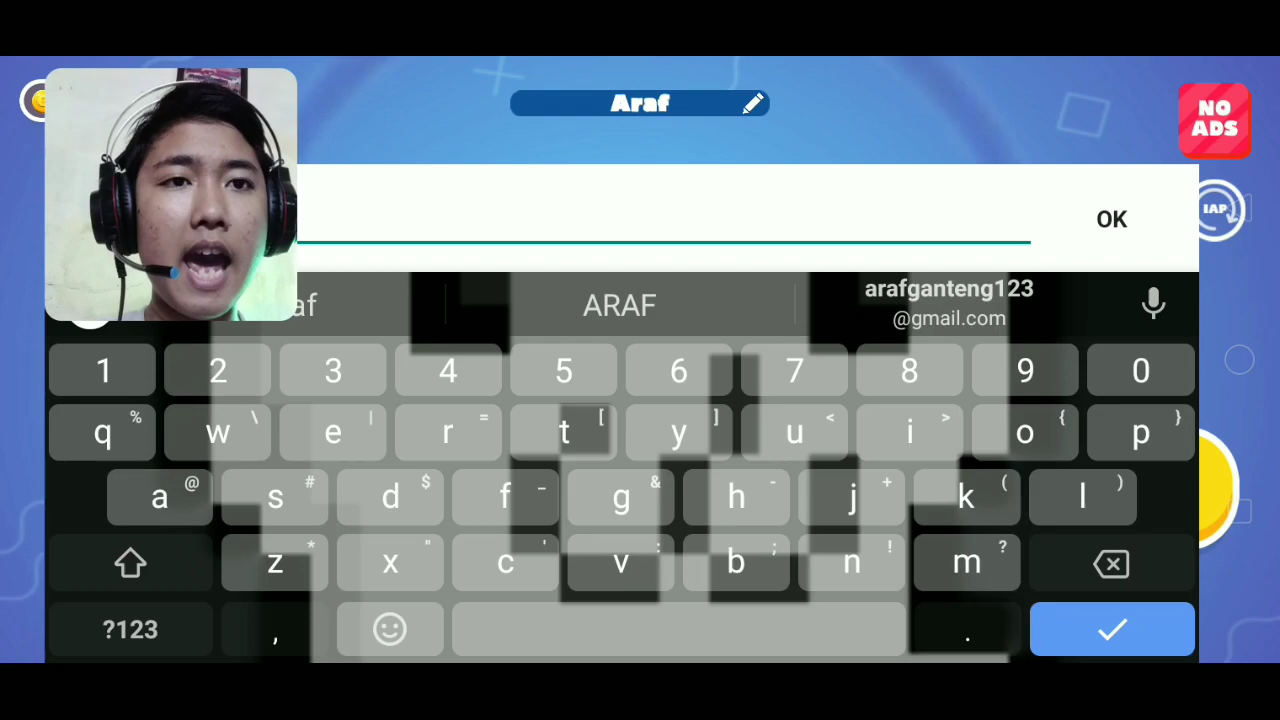 Araf
NO
ADS
IAP
OK
af
ARAF
arafganteng123
@gmail.com
1 2 3 4 5 6 7 8 9 0
q % w \ e | r = t [ y ] u < i > o { p }
a @ s # d $ f _ g & h - j + k ( l )
z * x " c ' v : b ; n ! m ?
?123 , .